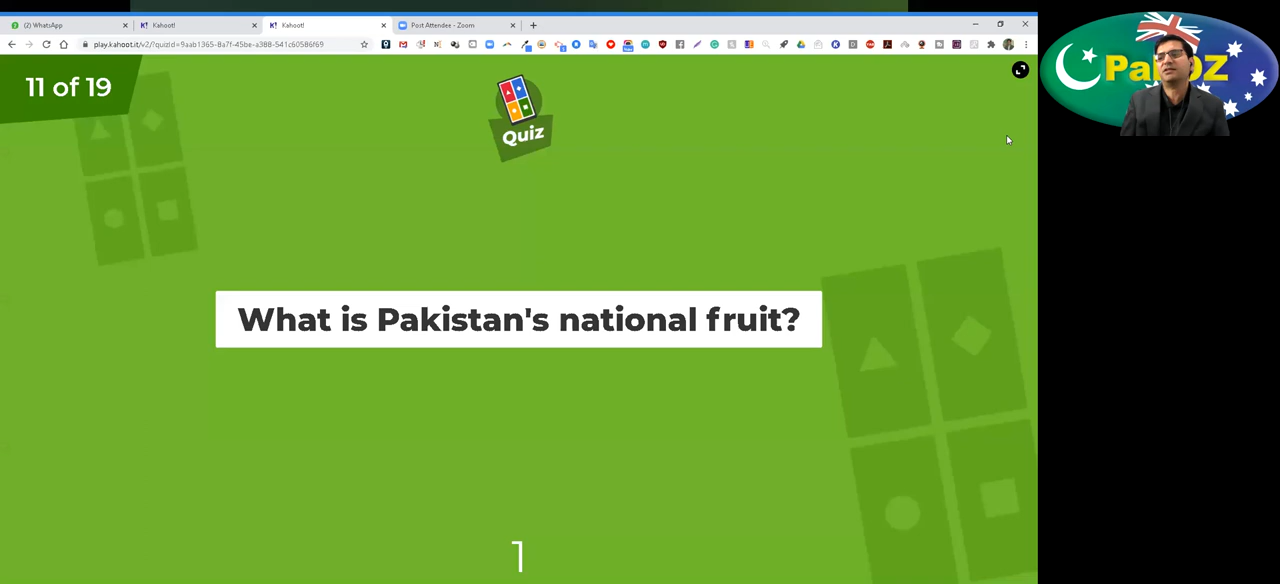 (2) WhatsApp
Kahoot!
Kahoot!
Post Attendee - Zoom
play.kahoot.it/v2/?quizId=9aab1365-8a7f-45be-a388-541c60586f69
11 of 19
Quiz
What is Pakistan's national fruit?
1